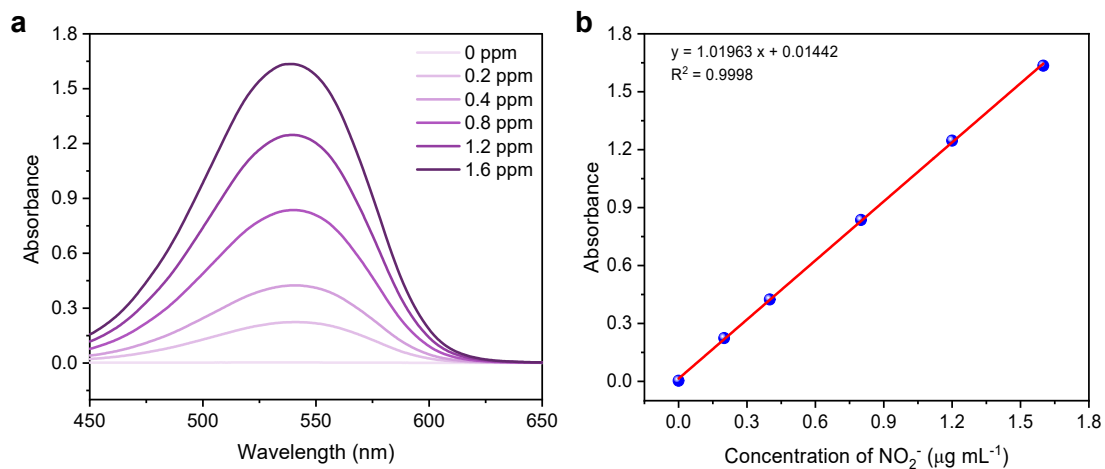 a
1.8
1.5
1.2
0.9
0.6
0.3
0.0
Absorbance
0 ppm
0.2 ppm
0.4 ppm
0.8 ppm
1.2 ppm
1.6 ppm
450
500
550
600
650
Wavelength (nm)
b
1.8
1.5
1.2
0.9
0.6
0.3
0.0
Absorbance
y = 1.01963 x + 0.01442
R² = 0.9998
0.0
0.3
0.6
0.9
1.2
1.5
1.8
Concentration of NO₂⁻ (μg mL⁻¹)